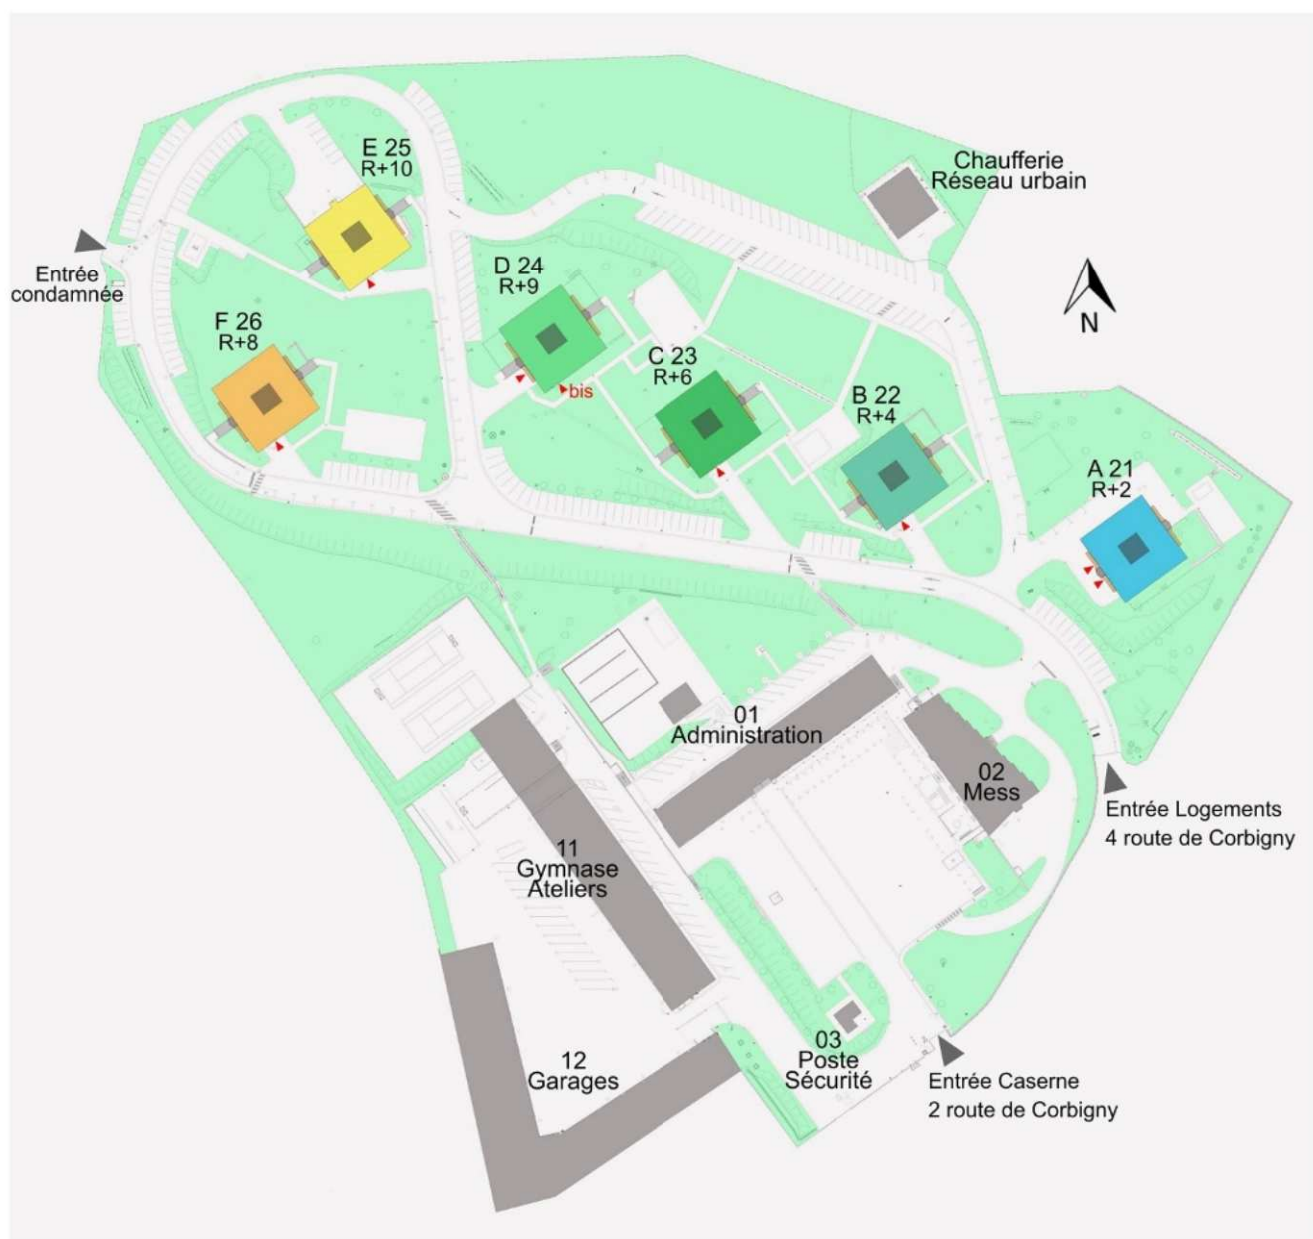 E 25
R+10
Chaufferie
Réseau urbain
Entrée
condamnée
D 24
R+9
F 26
R+8
N
C 23
R+6
bis
B 22
R+4
A 21
R+2
01
Administration
02
Mess
Entrée Logements
4 route de Corbigny
11
Gymnase
Ateliers
12
Garages
03
Poste
Sécurité
Entrée Caserne
2 route de Corbigny